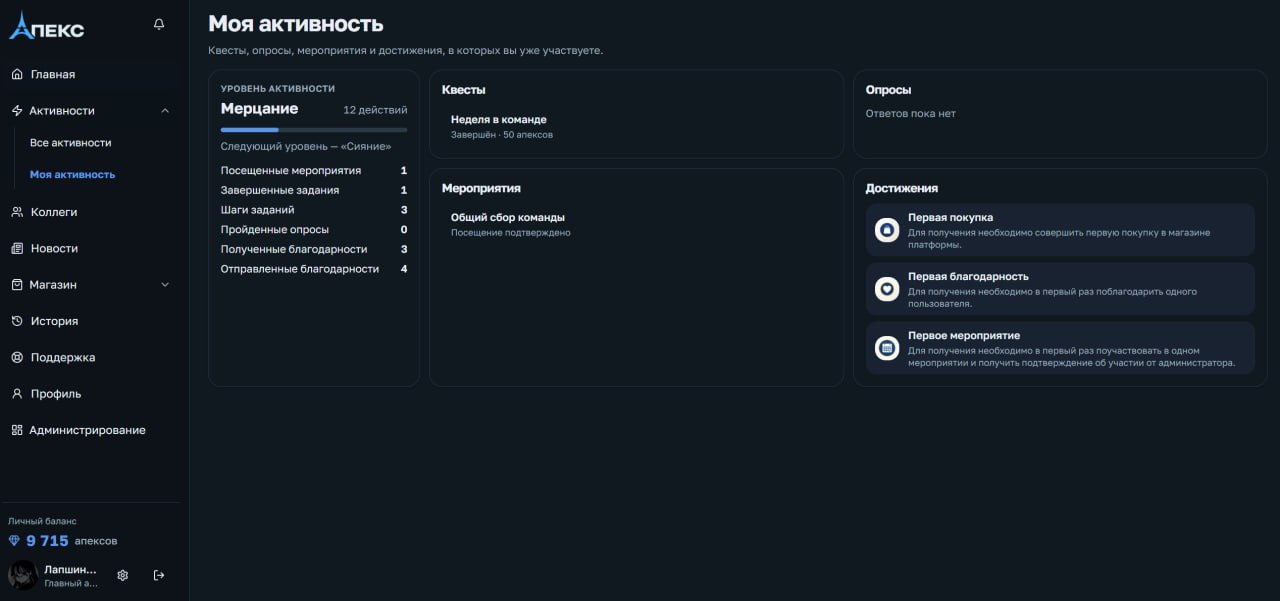 Апекс
Главная
Активности
Все активности
Моя активность
Коллеги
Новости
Магазин
История
Поддержка
Профиль
Администрирование
Личный баланс
9 715 апексов
Лапшин...
Главный а...
Моя активность
Квесты, опросы, мероприятия и достижения, в которых вы уже участвуете.
УРОВЕНЬ АКТИВНОСТИ
Мерцание 12 действий
Следующий уровень — «Сияние»
Посещенные мероприятия 1
Завершенные задания 1
Шаги заданий 3
Пройденные опросы 0
Полученные благодарности 3
Отправленные благодарности 4
Квесты
Неделя в команде
Завершён · 50 апексов
Опросы
Ответов пока нет
Мероприятия
Общий сбор команды
Посещение подтверждено
Достижения
Первая покупка
Для получения необходимо совершить первую покупку в магазине
платформы.
Первая благодарность
Для получения необходимо в первый раз поблагодарить одного
пользователя.
Первое мероприятие
Для получения необходимо в первый раз поучаствовать в одном
мероприятии и получить подтверждение об участии от администратора.